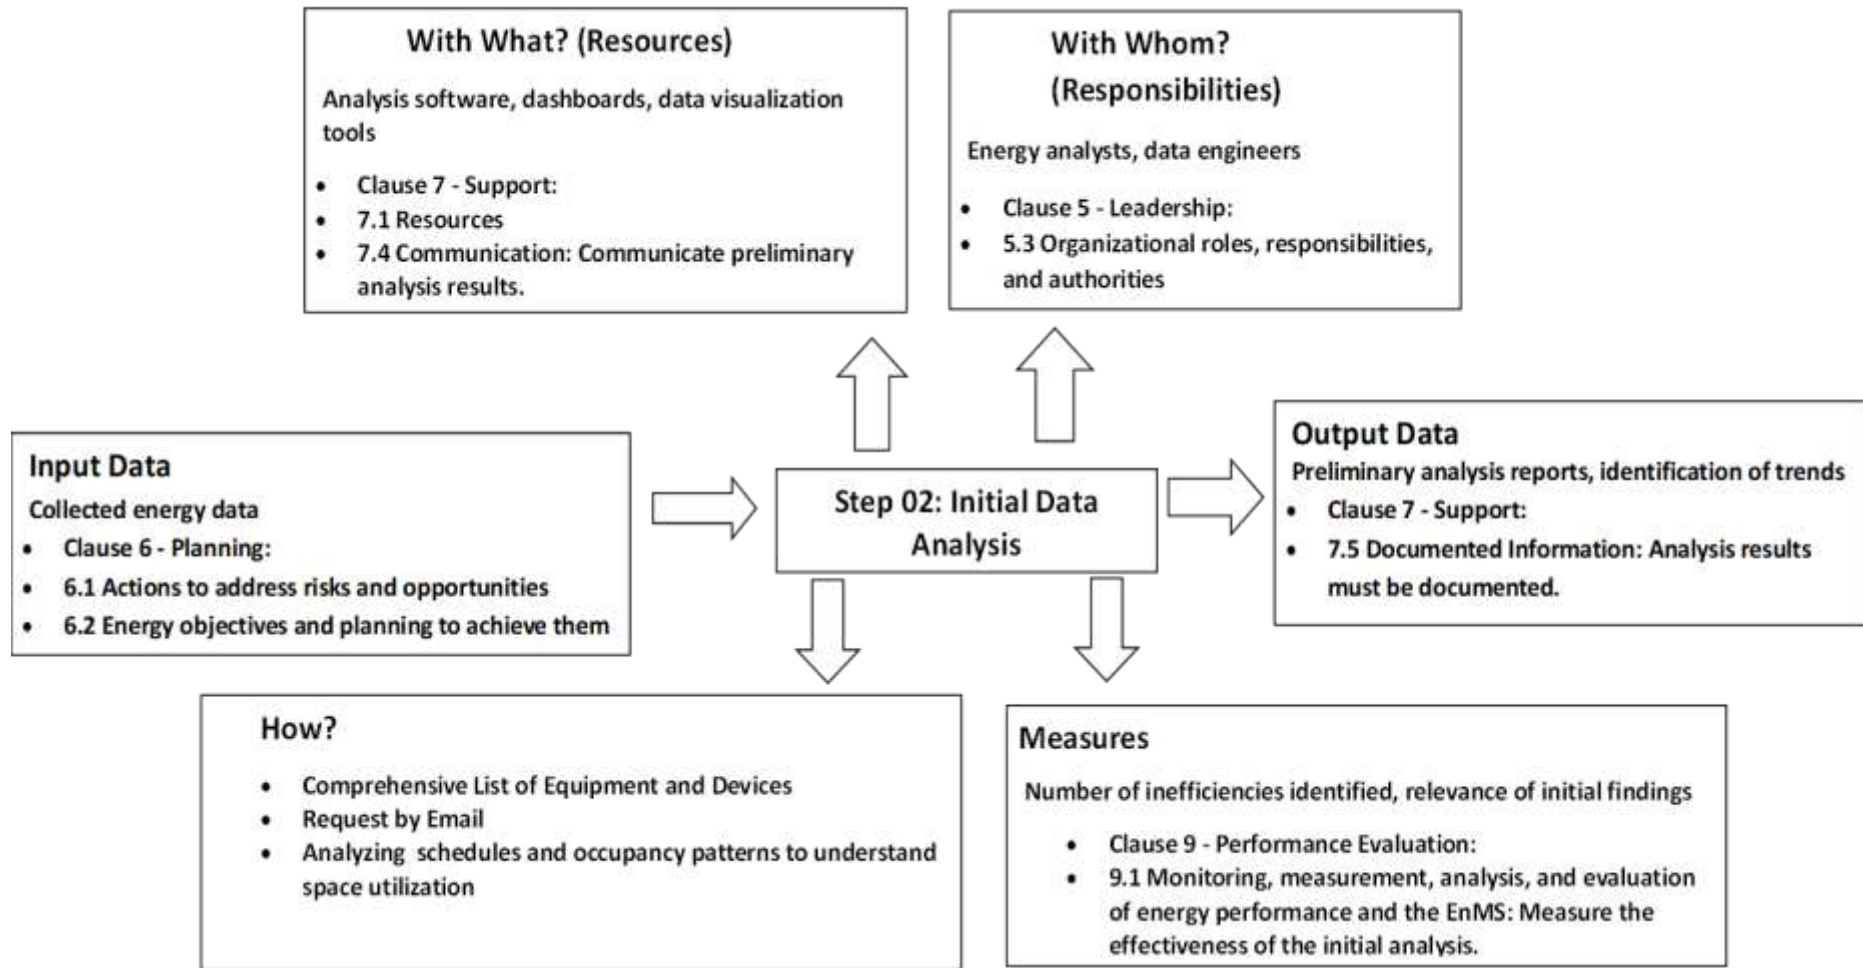 With What? (Resources)
Analysis software, dashboards, data visualization
tools
• Clause 7 - Support:
• 7.1 Resources
• 7.4 Communication: Communicate preliminary
analysis results.
With Whom?
(Responsibilities)
Energy analysts, data engineers
• Clause 5 - Leadership:
• 5.3 Organizational roles, responsibilities,
and authorities
Input Data
Collected energy data
• Clause 6 - Planning:
• 6.1 Actions to address risks and opportunities
• 6.2 Energy objectives and planning to achieve them
Step 02: Initial Data
Analysis
Output Data
Preliminary analysis reports, identification of trends
• Clause 7 - Support:
• 7.5 Documented Information: Analysis results
must be documented.
How?
• Comprehensive List of Equipment and Devices
• Request by Email
• Analyzing schedules and occupancy patterns to understand
space utilization
Measures
Number of inefficiencies identified, relevance of initial findings
• Clause 9 - Performance Evaluation:
• 9.1 Monitoring, measurement, analysis, and evaluation
of energy performance and the EnMS: Measure the
effectiveness of the initial analysis.